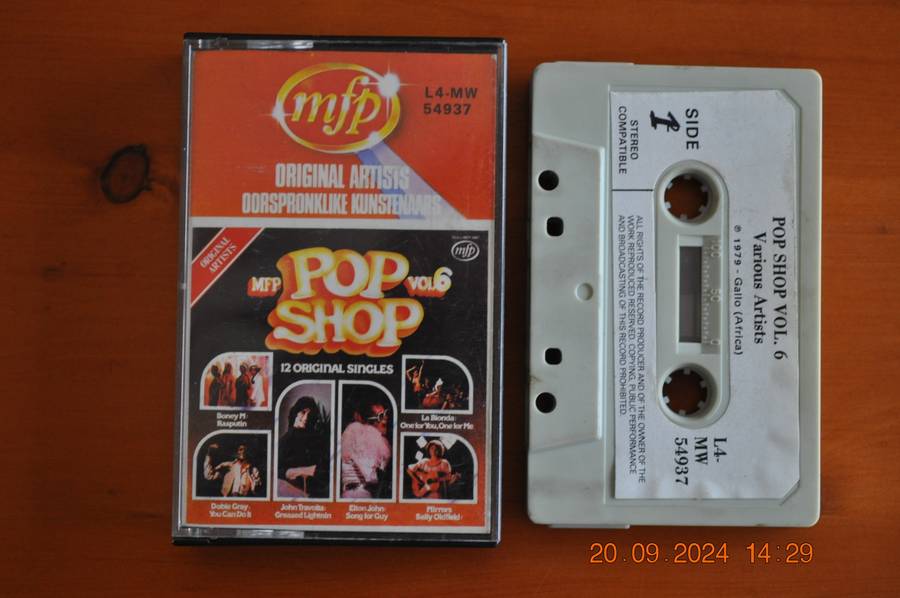 mfp
L4-MW
54937
ORIGINAL ARTISTS
OORSPRONKLIKE KUNSTENAARS
ORIGINAL
ARTISTS
mfp
MFP POP VOL.6
SHOP
12 ORIGINAL SINGLES
Boney M:
Rasputin
La Bionda:
One for You, One for Me
Dobie Gray:
You Can Do It
John Travolta:
Greased Lightnin
Elton John:
Song for Guy
Mirrors
Sally Oldfield:
POP SHOP VOL. 6
Various Artists
℗ 1979 - Gallo (Africa)
SIDE
1
STEREO
COMPATIBLE
L4-
MW
54937
ALL RIGHTS OF THE RECORD PRODUCER AND OF THE OWNER OF THE
WORK REPRODUCED RESERVED. COPYING, PUBLIC PERFORMANCE
AND BROADCASTING OF THIS RECORD PROHIBITED.
100 50 0
20.09.2024 14:29